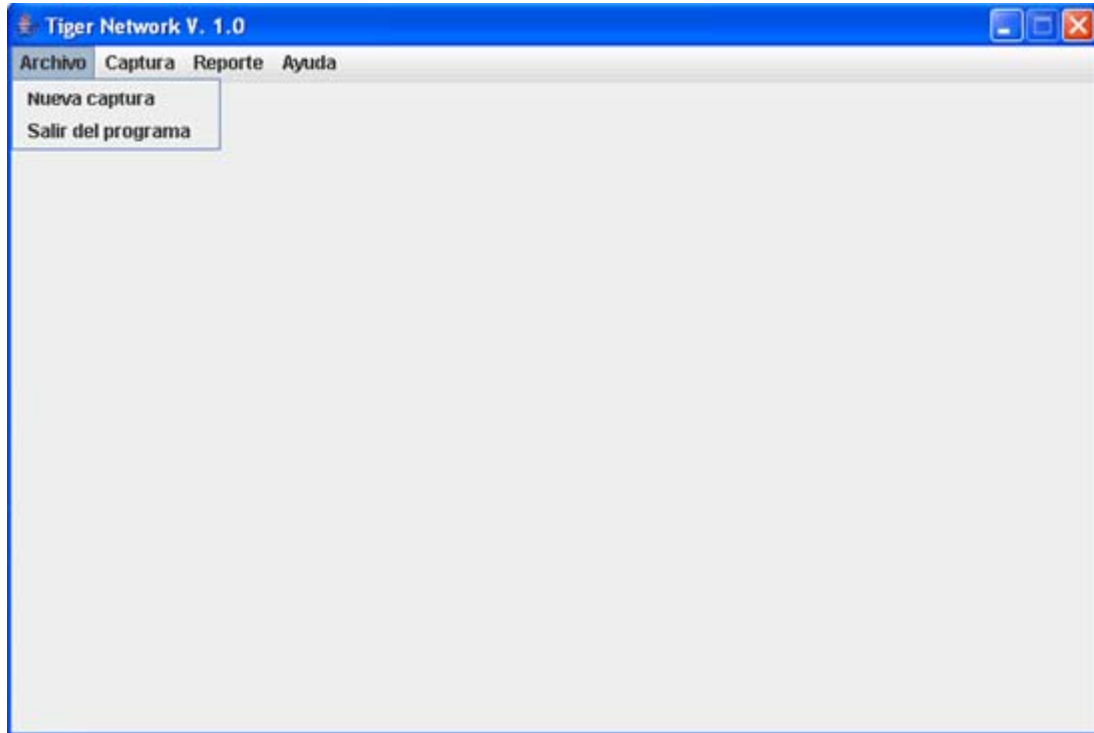 Tiger Network V. 1.0
Archivo Captura Reporte Ayuda
Nueva captura
Salir del programa